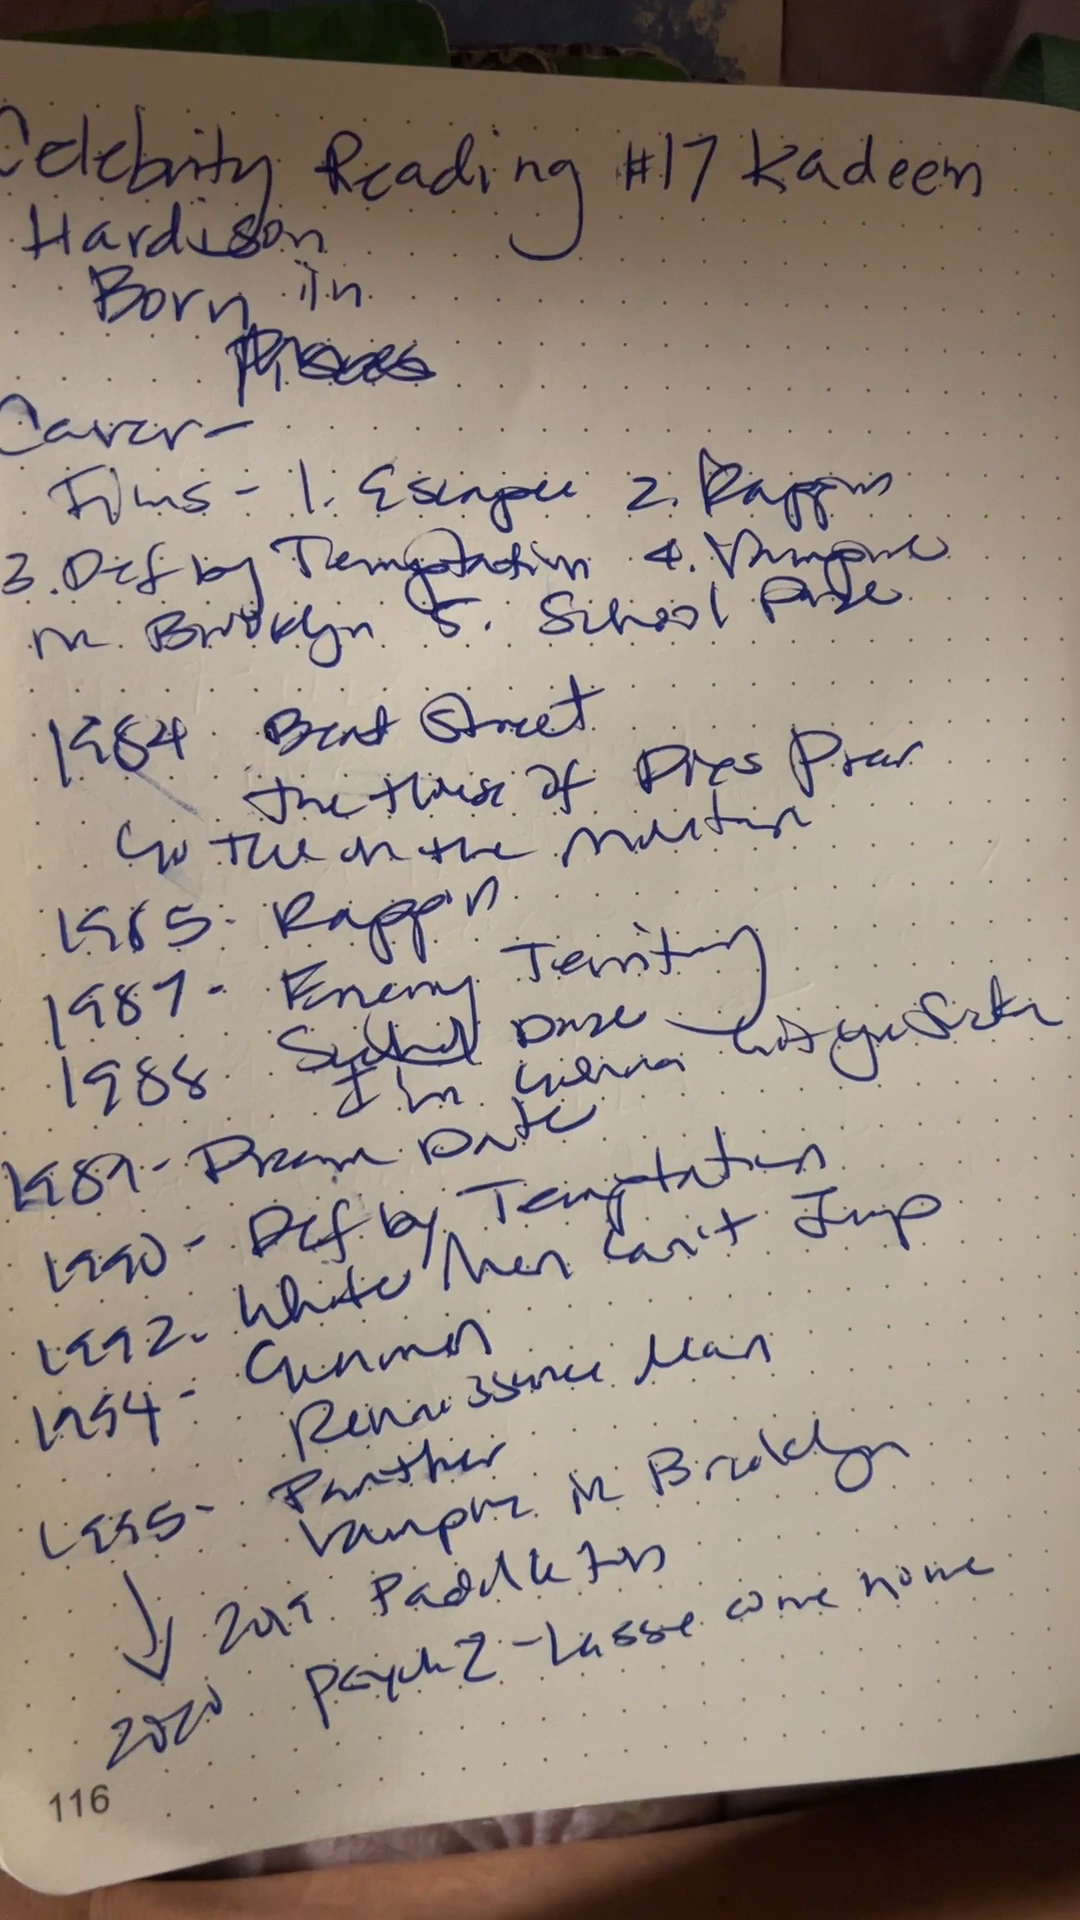 Celebrity Reading #17 Kadeem
Hardison
Born in
Pisces
Career -
Films - 1. Escapee 2. Rappin
3. Def by Temptation 4. Vampire
in Brooklyn 5. School Daze
1984 Beat Street
The House of Dies Drear
Go Tell it on the Mountain
1985 - Rappin
1987 - Enemy Territory
1988 School Daze
I'm Gonna Git You Sucka
1989 - Dream Date
1990 - Def by Temptation
1992. White Men Can't Jump
1994 - Gunmen
Renaissance Man
1995 - Panther
Vampire in Brooklyn
2019 Paddleton
2020 Psych 2 - Lassie come home
116